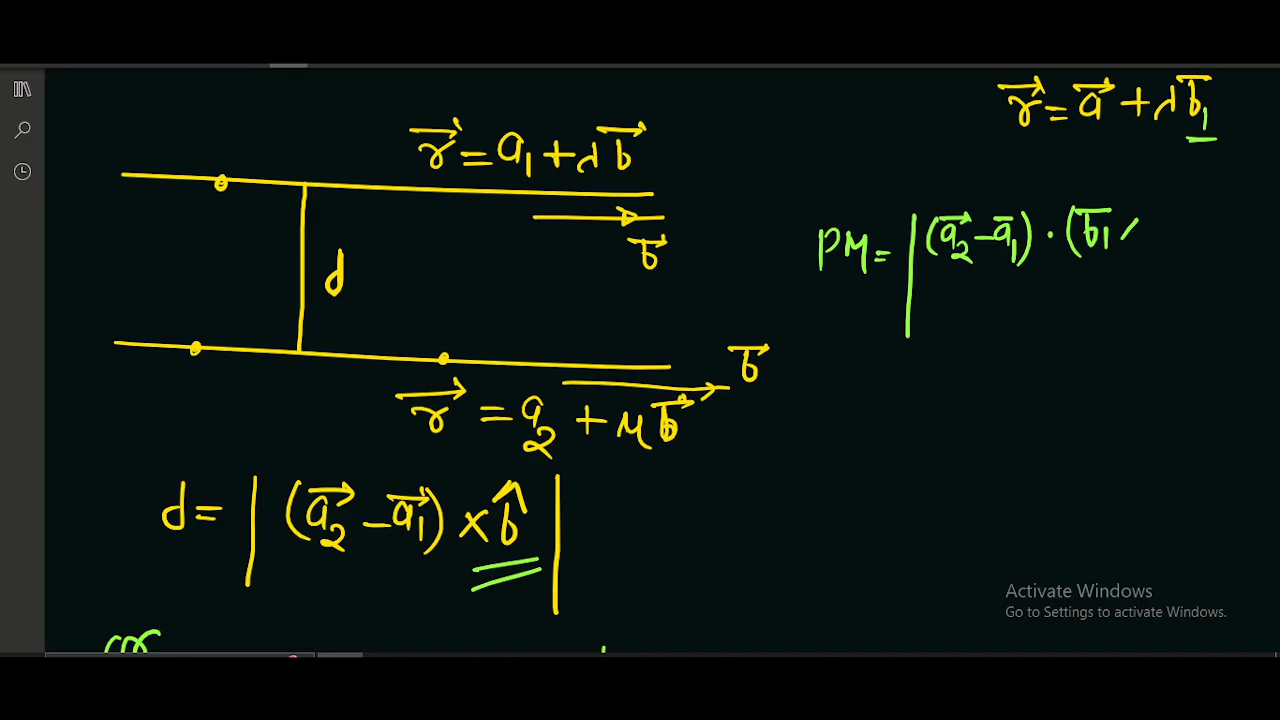 r⃗ = a₁ + λb⃗
r⃗ = a⃗ + λb̄₁
b⃗
PM = |(a⃗₂ − a̅₁) · (b̅₁
d
b⃗
r⃗ = a₂ + μb⃗
d = |(a⃗₂ − a⃗₁) × b̂|
or
Activate Windows
Go to Settings to activate Windows.